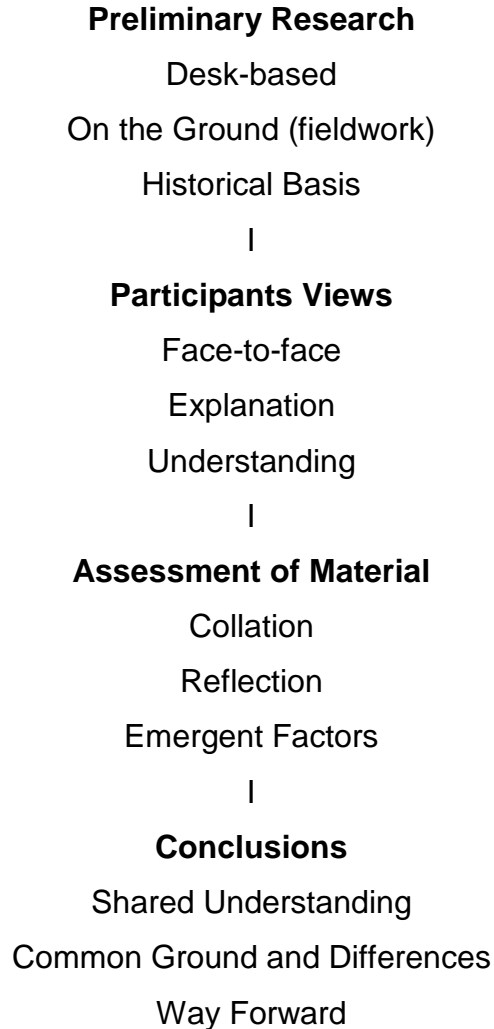 Preliminary Research
Desk-based
On the Ground (fieldwork)
Historical Basis
I
Participants Views
Face-to-face
Explanation
Understanding
I
Assessment of Material
Collation
Reflection
Emergent Factors
I
Conclusions
Shared Understanding
Common Ground and Differences
Way Forward